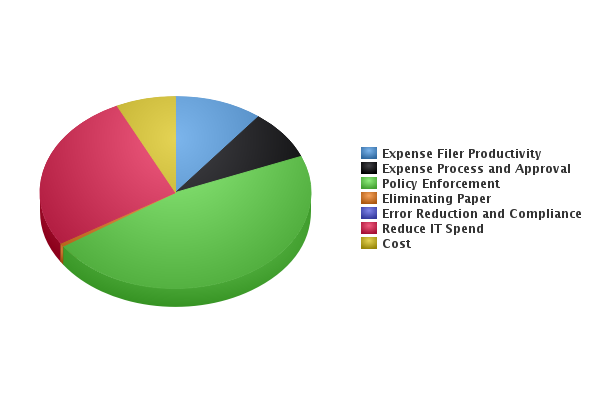 Expense Filer Productivity
Expense Process and Approval
Policy Enforcement
Eliminating Paper
Error Reduction and Compliance
Reduce IT Spend
Cost